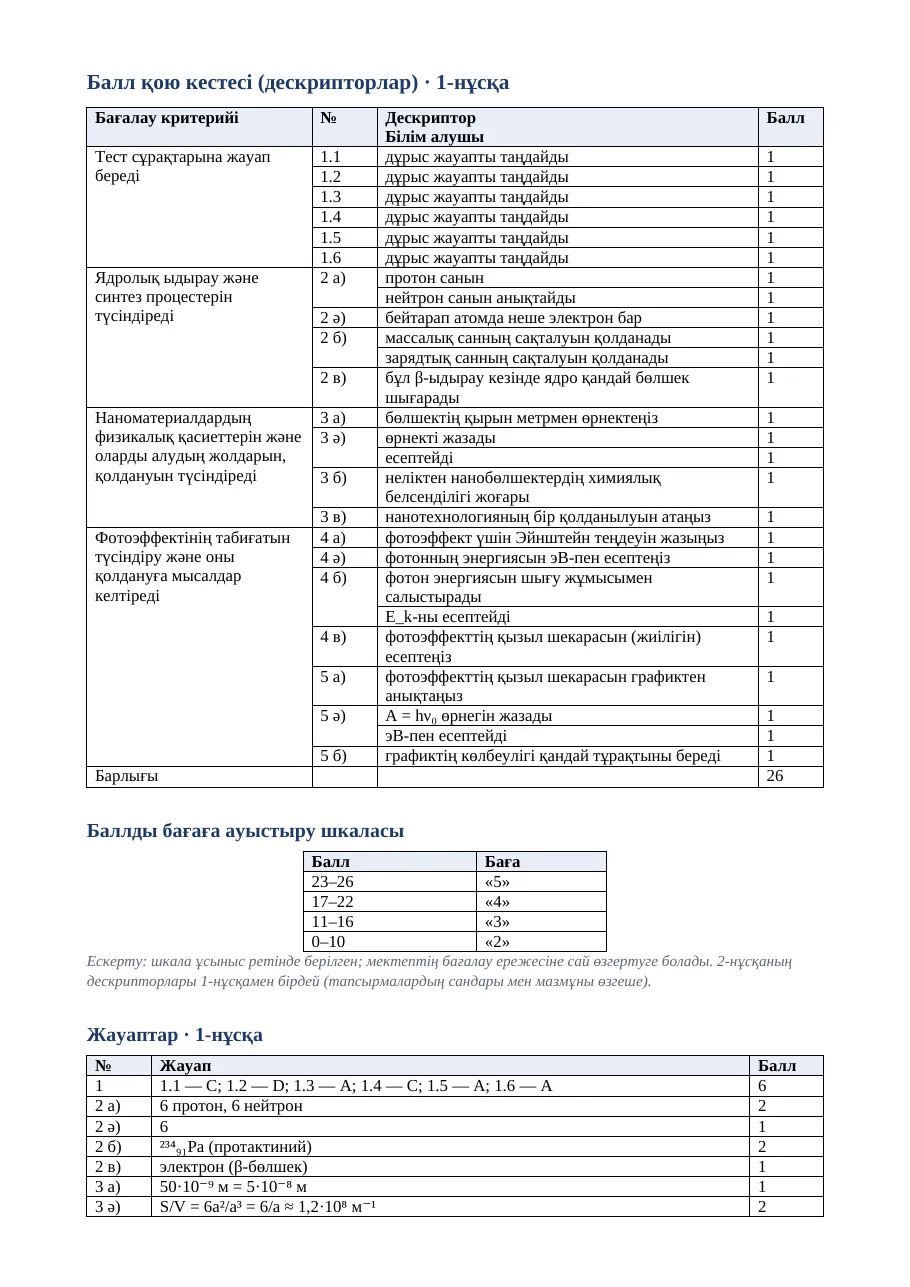 Балл қою кестесі (дескрипторлар) · 1-нұсқа
Бағалау критерийі № Дескриптор Балл
Білім алушы
Тест сұрақтарына жауап 1.1 дұрыс жауапты таңдайды 1
береді 1.2 дұрыс жауапты таңдайды 1
1.3 дұрыс жауапты таңдайды 1
1.4 дұрыс жауапты таңдайды 1
1.5 дұрыс жауапты таңдайды 1
1.6 дұрыс жауапты таңдайды 1
Ядролық ыдырау және 2 а) протон санын 1
синтез процестерін нейтрон санын анықтайды 1
түсіндіреді 2 ә) бейтарап атомда неше электрон бар 1
2 б) массалық санның сақталуын қолданады 1
зарядтық санның сақталуын қолданады 1
2 в) бұл β-ыдырау кезінде ядро қандай бөлшек 1
шығарады
Наноматериалдардың 3 а) бөлшектің қырын метрмен өрнектеңіз 1
физикалық қасиеттерін және 3 ә) өрнекті жазады 1
оларды алудың жолдарын, есептейді 1
қолдануын түсіндіреді 3 б) неліктен нанобөлшектердің химиялық 1
белсенділігі жоғары
3 в) нанотехнологияның бір қолданылуын атаңыз 1
Фотоэффектінің табиғатын 4 а) фотоэффект үшін Эйнштейн теңдеуін жазыңыз 1
түсіндіру және оны 4 ә) фотонның энергиясын эВ-пен есептеңіз 1
қолдануға мысалдар 4 б) фотон энергиясын шығу жұмысымен 1
келтіреді салыстырады
E_k-ны есептейді 1
4 в) фотоэффекттің қызыл шекарасын (жиілігін) 1
есептеңіз
5 а) фотоэффекттің қызыл шекарасын графиктен 1
анықтаңыз
5 ә) A = hν₀ өрнегін жазады 1
эВ-пен есептейді 1
5 б) графиктің көлбеулігі қандай тұрақтыны береді 1
Барлығы 26
Баллды бағаға ауыстыру шкаласы
Балл Баға
23–26 «5»
17–22 «4»
11–16 «3»
0–10 «2»
Ескерту: шкала ұсыныс ретінде берілген; мектептің бағалау ережесіне сай өзгертуге болады. 2-нұсқаның
дескрипторлары 1-нұсқамен бірдей (тапсырмалардың сандары мен мазмұны өзгеше).
Жауаптар · 1-нұсқа
№ Жауап Балл
1 1.1 — C; 1.2 — D; 1.3 — A; 1.4 — C; 1.5 — A; 1.6 — A 6
2 а) 6 протон, 6 нейтрон 2
2 ә) 6 1
2 б) ²³⁴₉₁Pa (протактиний) 2
2 в) электрон (β-бөлшек) 1
3 а) 50·10⁻⁹ м = 5·10⁻⁸ м 1
3 ә) S/V = 6a²/a³ = 6/a ≈ 1,2·10⁸ м⁻¹ 2